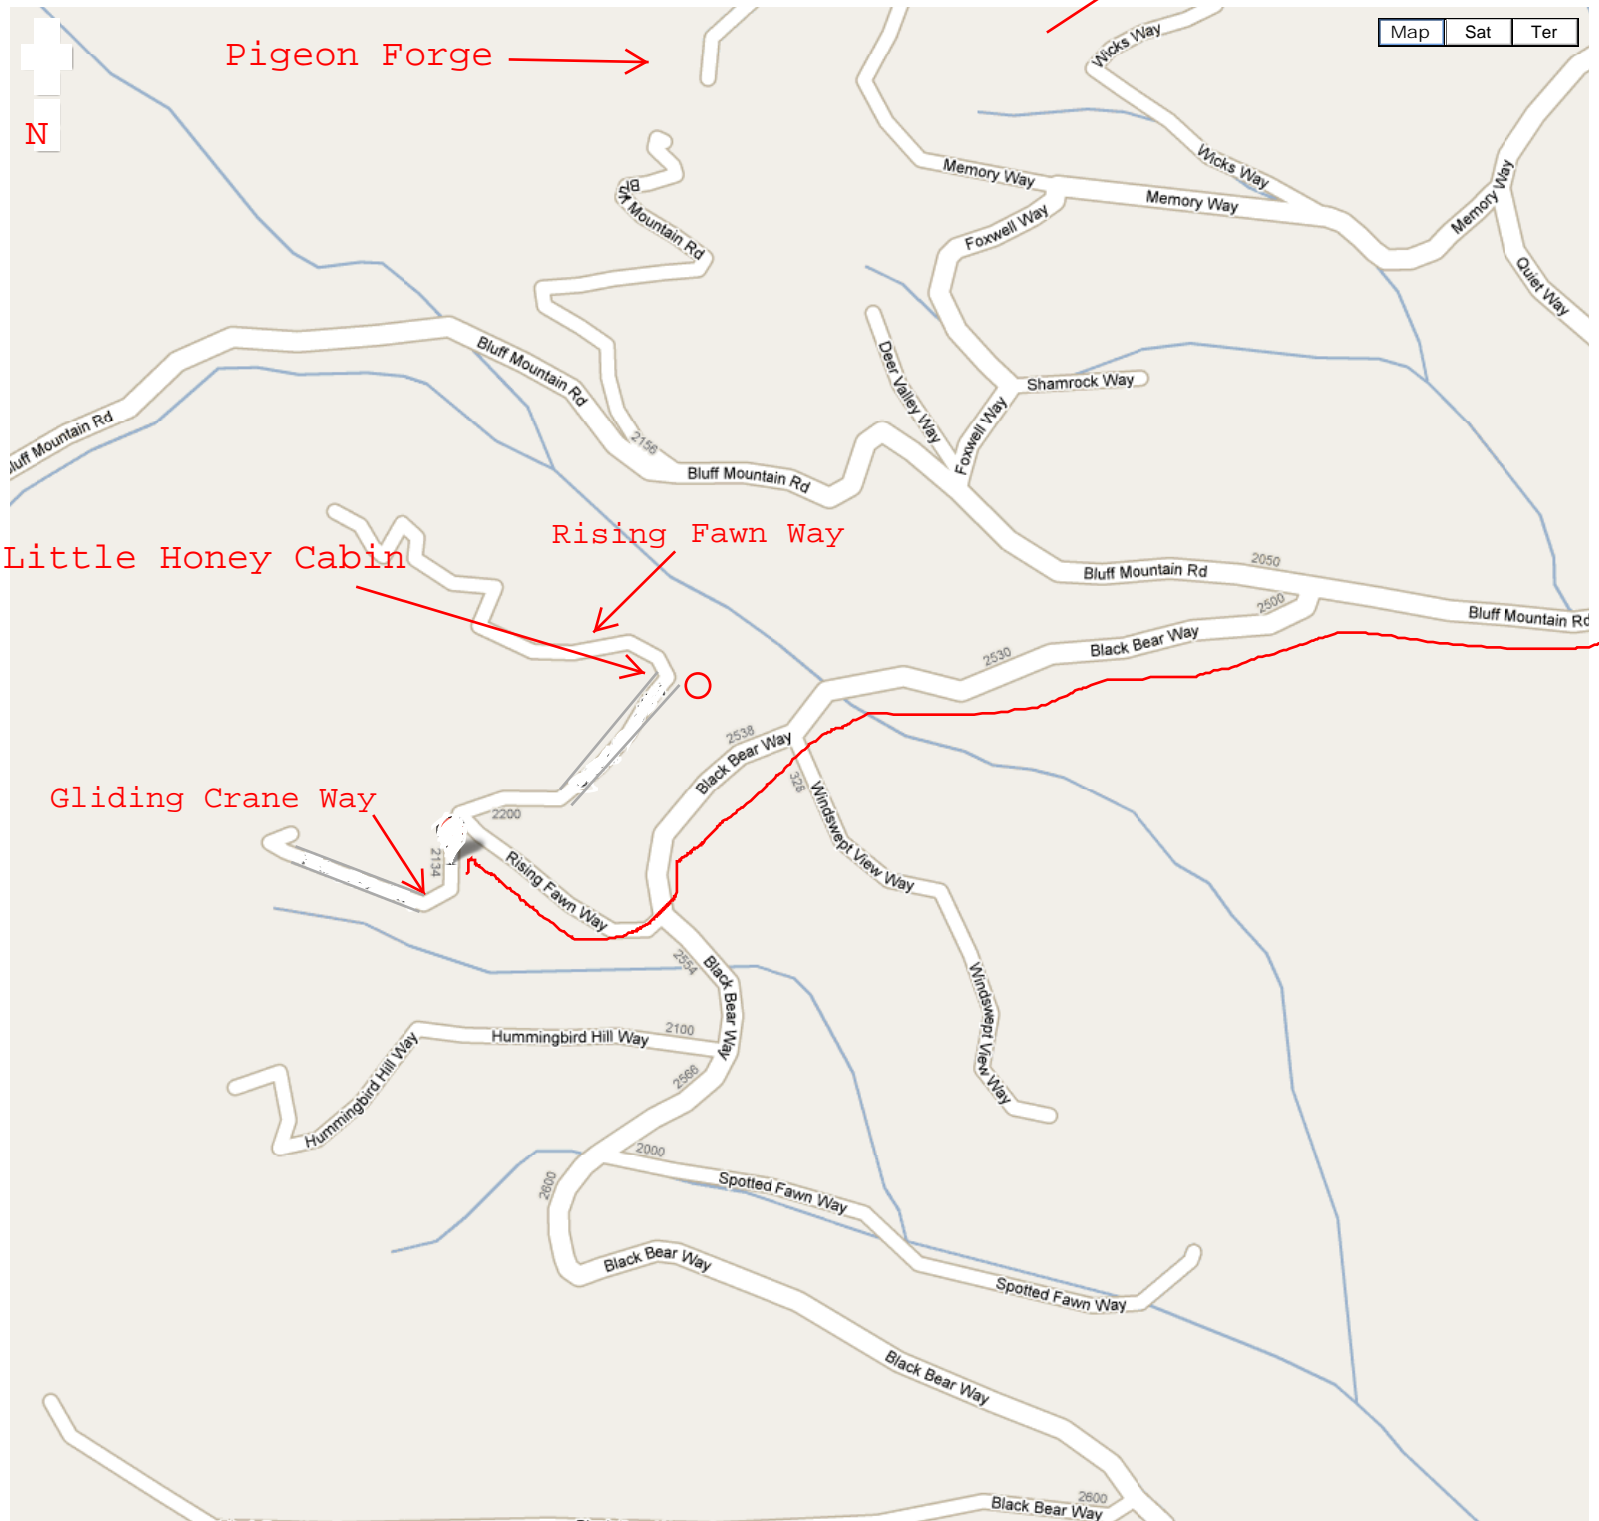 Pigeon Forge
Map
Sat
Ter
N
Wicks Way
Wicks Way
Memory Way
Memory Way
Memory Way
Foxwell Way
Quiet Way
Mountain Rd
Bluff Mountain Rd
Deer Valley Way
Shamrock Way
Bluff Mountain Rd
Foxwell Way
2156
Bluff Mountain Rd
Rising Fawn Way
Little Honey Cabin
2050
Bluff Mountain Rd
2500
Bluff Mountain Rd
Black Bear Way
2530
2538
Black Bear Way
326
Windswept View Way
Gliding Crane Way
2200
2134
Rising Fawn Way
2554
Black Bear Way
Windswept View Way
2100
Hummingbird Hill Way
Hummingbird Hill Way
2566
2000
2600
Spotted Fawn Way
Black Bear Way
Spotted Fawn Way
Black Bear Way
2600
Black Bear Way